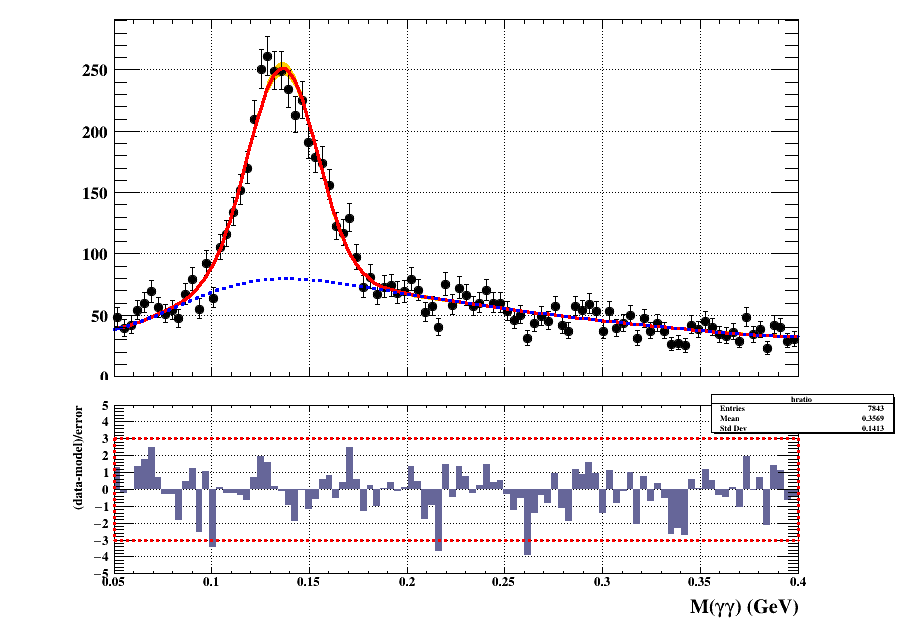 250
200
150
100
50
0
hratio
Entries 7843
Mean 0.3569
Std Dev 0.1413
(data-model)/error
5
4
3
2
1
0
−1
−2
−3
−4
−5
0.05 0.1 0.15 0.2 0.25 0.3 0.35 0.4
M(γγ) (GeV)